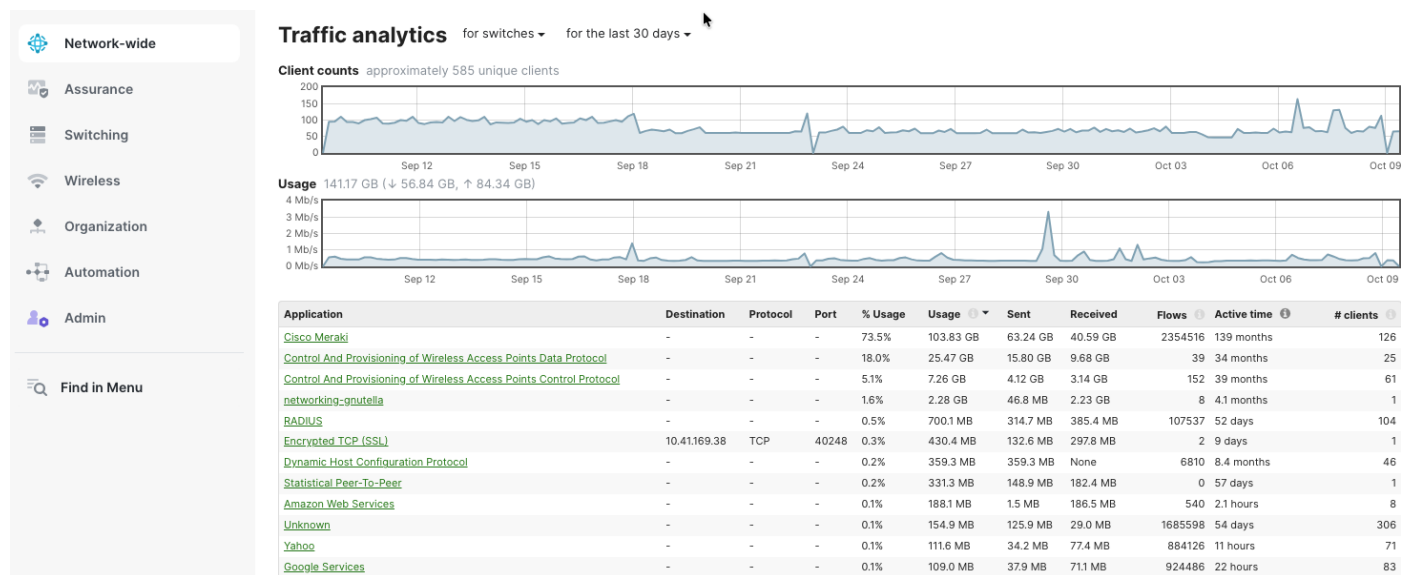 Network-wide
Assurance
Switching
Wireless
Organization
Automation
Admin
Find in Menu
Traffic analytics for switches for the last 30 days
Client counts approximately 585 unique clients
200
150
100
50
0
Sep 12 Sep 15 Sep 18 Sep 21 Sep 24 Sep 27 Sep 30 Oct 03 Oct 06 Oct 09
Usage 141.17 GB (↓ 56.84 GB, ↑ 84.34 GB)
4 Mb/s
3 Mb/s
2 Mb/s
1 Mb/s
0 Mb/s
Sep 12 Sep 15 Sep 18 Sep 21 Sep 24 Sep 27 Sep 30 Oct 03 Oct 06 Oct 09
Application Destination Protocol Port % Usage Usage Sent Received Flows Active time # clients
Cisco Meraki - - - 73.5% 103.83 GB 63.24 GB 40.59 GB 2354516 139 months 126
Control And Provisioning of Wireless Access Points Data Protocol - - - 18.0% 25.47 GB 15.80 GB 9.68 GB 39 34 months 25
Control And Provisioning of Wireless Access Points Control Protocol - - - 5.1% 7.26 GB 4.12 GB 3.14 GB 152 39 months 61
networking-gnutella - - - 1.6% 2.28 GB 46.8 MB 2.23 GB 8 4.1 months 1
RADIUS - - - 0.5% 700.1 MB 314.7 MB 385.4 MB 107537 52 days 104
Encrypted TCP (SSL) 10.41.169.38 TCP 40248 0.3% 430.4 MB 132.6 MB 297.8 MB 2 9 days 1
Dynamic Host Configuration Protocol - - - 0.2% 359.3 MB 359.3 MB None 6810 8.4 months 46
Statistical Peer-To-Peer - - - 0.2% 331.3 MB 148.9 MB 182.4 MB 0 57 days 1
Amazon Web Services - - - 0.1% 188.1 MB 1.5 MB 186.5 MB 540 2.1 hours 8
Unknown - - - 0.1% 154.9 MB 125.9 MB 29.0 MB 1685598 54 days 306
Yahoo - - - 0.1% 111.6 MB 34.2 MB 77.4 MB 884126 11 hours 71
Google Services - - - 0.1% 109.0 MB 37.9 MB 71.1 MB 924486 22 hours 83